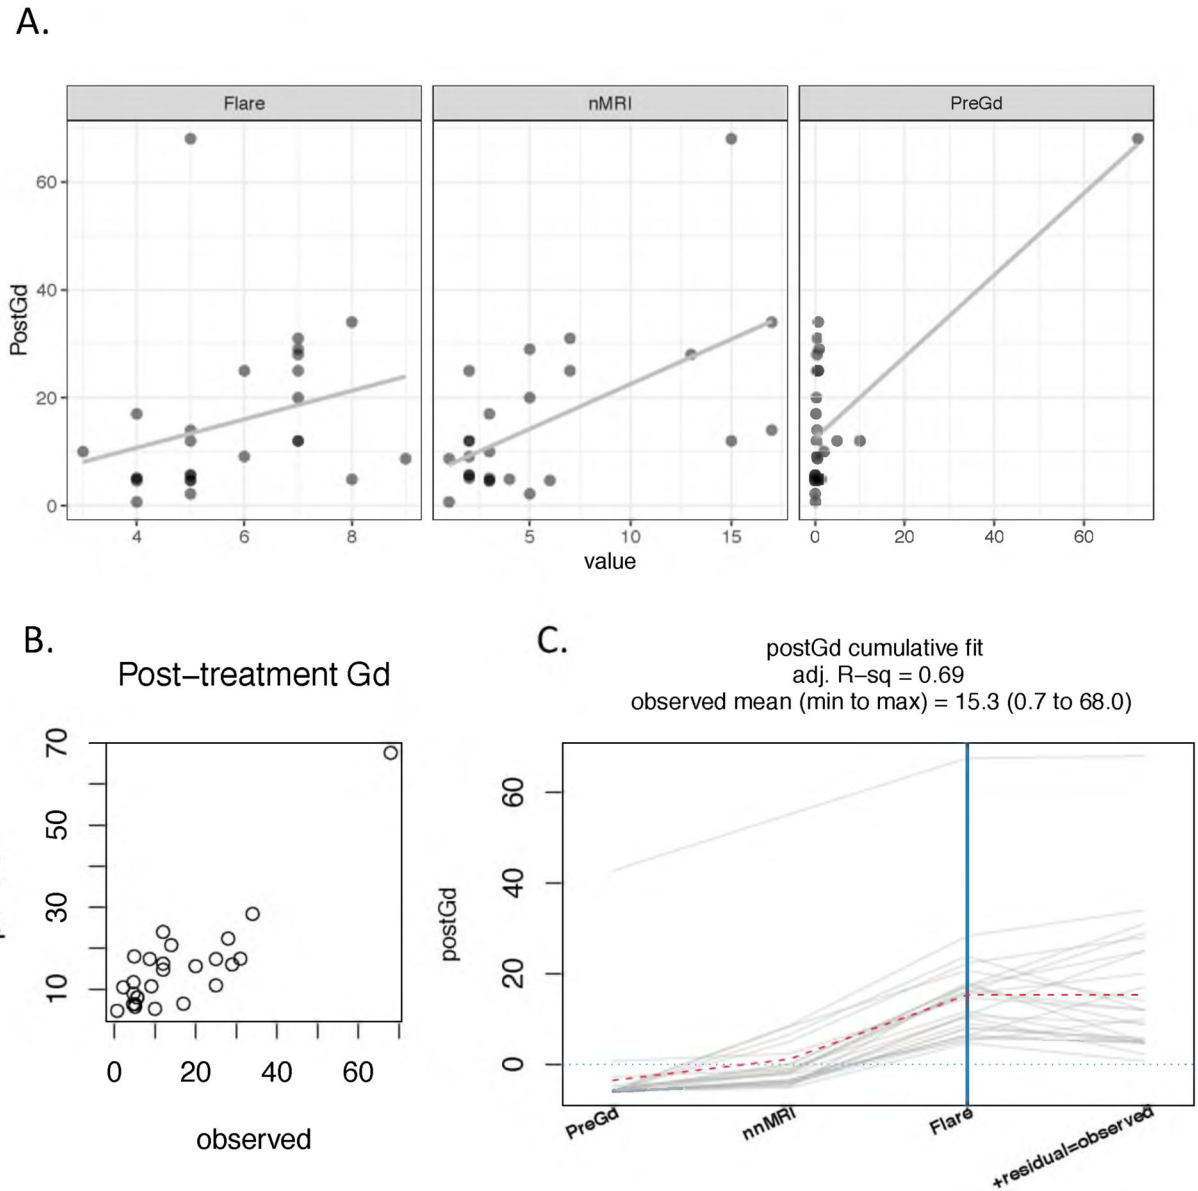 A.
Flare nMRI PreGd
PostGd
60
40
20
0
4 6 8 5 10 15 0 20 40 60
value
B.
Post–treatment Gd
70
50
30
10
0 20 40 60
observed
C.
postGd cumulative fit
adj. R–sq = 0.69
observed mean (min to max) = 15.3 (0.7 to 68.0)
postGd
60
40
20
0
PreGd nnMRI Flare +residual=observed